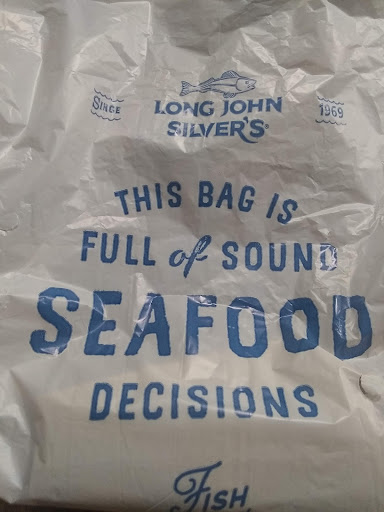 SINCE
LONG JOHN
SILVER'S®
1969
THIS BAG IS
FULL of SOUND
SEAFOOD
DECISIONS
FISH